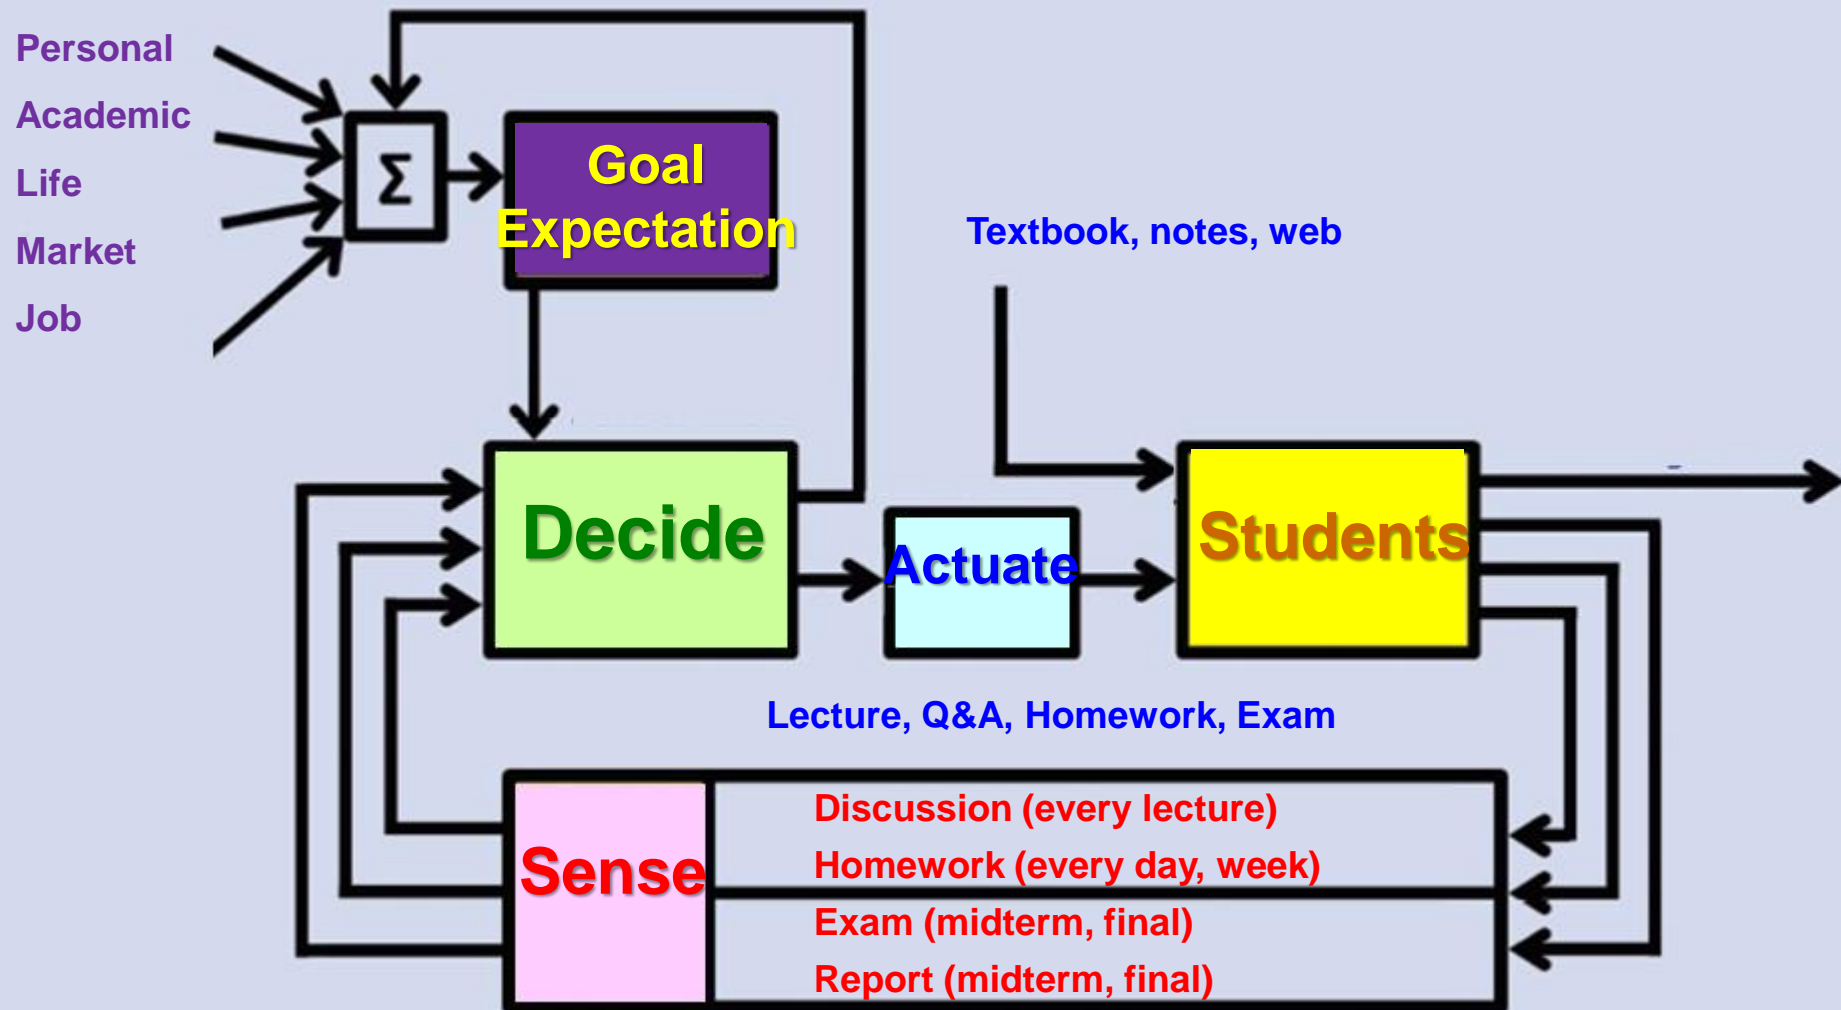 Personal
Academic
Life
Market
Job
Σ
Goal
Expectation
Textbook, notes, web
Decide
Actuate
Students
Lecture, Q&A, Homework, Exam
Sense
Discussion (every lecture)
Homework (every day, week)
Exam (midterm, final)
Report (midterm, final)